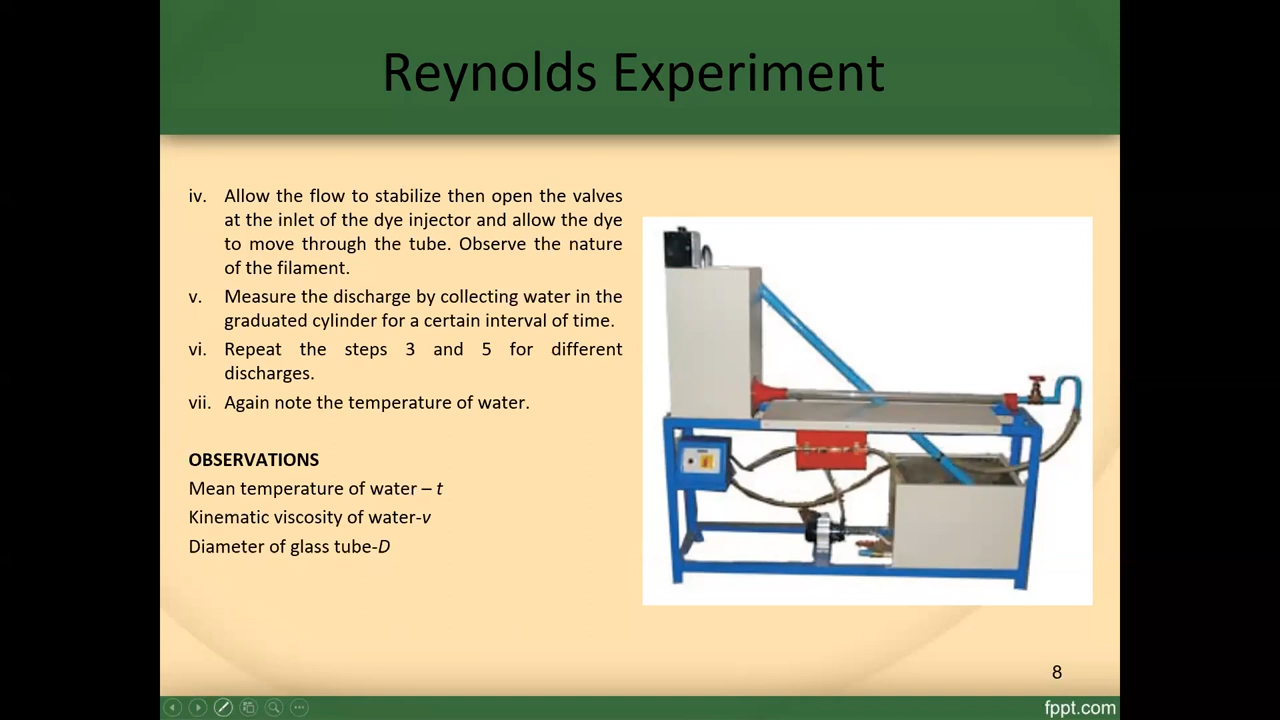 Reynolds Experiment
iv. Allow the flow to stabilize then open the valves
at the inlet of the dye injector and allow the dye
to move through the tube. Observe the nature
of the filament.
v. Measure the discharge by collecting water in the
graduated cylinder for a certain interval of time.
vi. Repeat the steps 3 and 5 for different
discharges.
vii. Again note the temperature of water.
OBSERVATIONS
Mean temperature of water – t
Kinematic viscosity of water-v
Diameter of glass tube-D
8
fppt.com